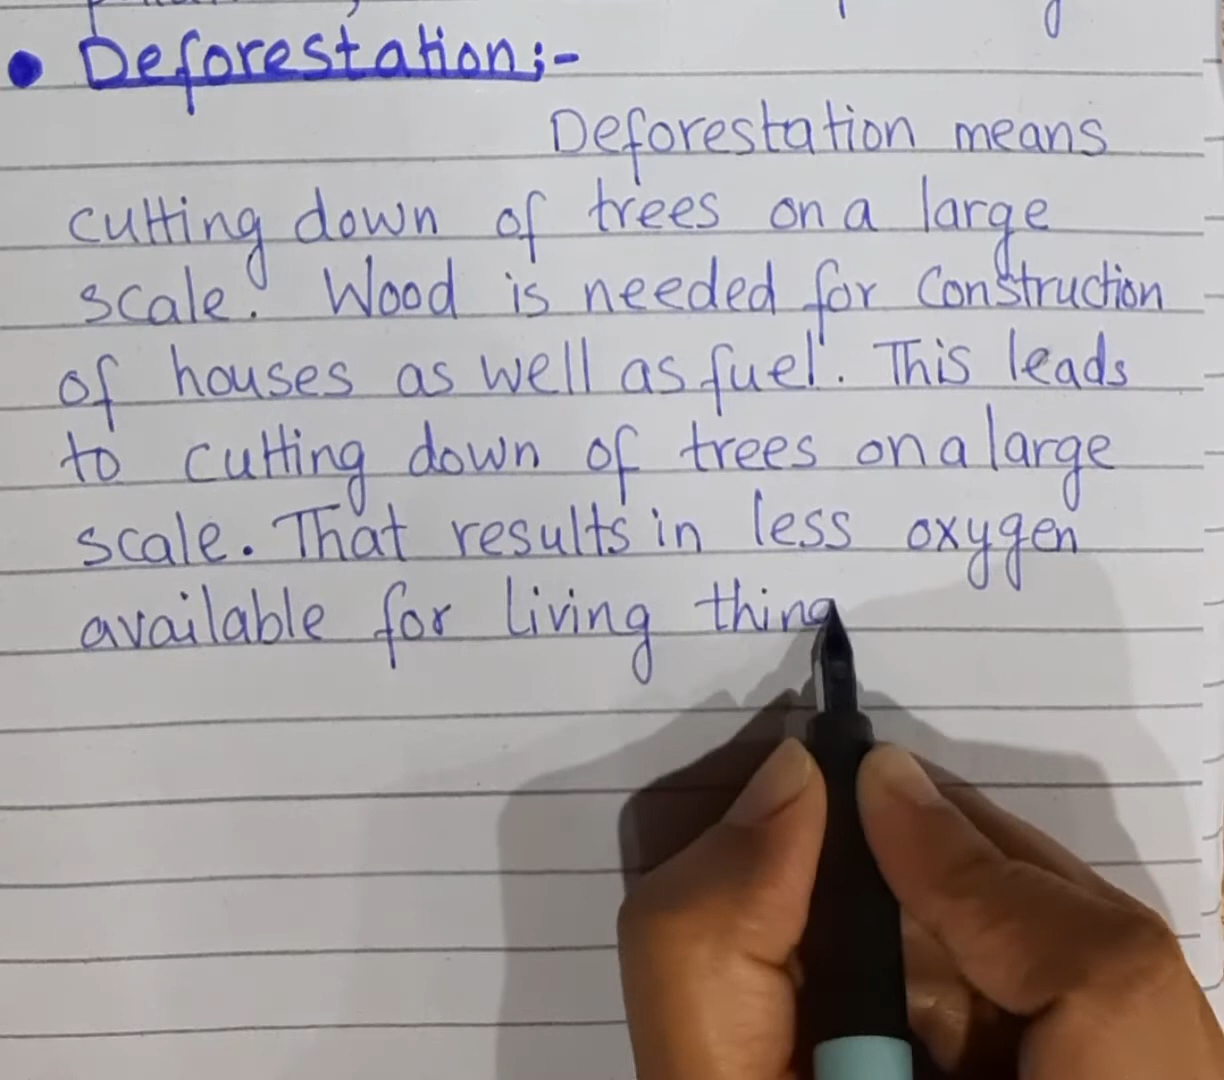 • Deforestation:-
Deforestation means
cutting down of trees on a large
scale. Wood is needed for construction
of houses as well as fuel. This leads
to cutting down of trees on a large
scale. That results in less oxygen
available for living thing